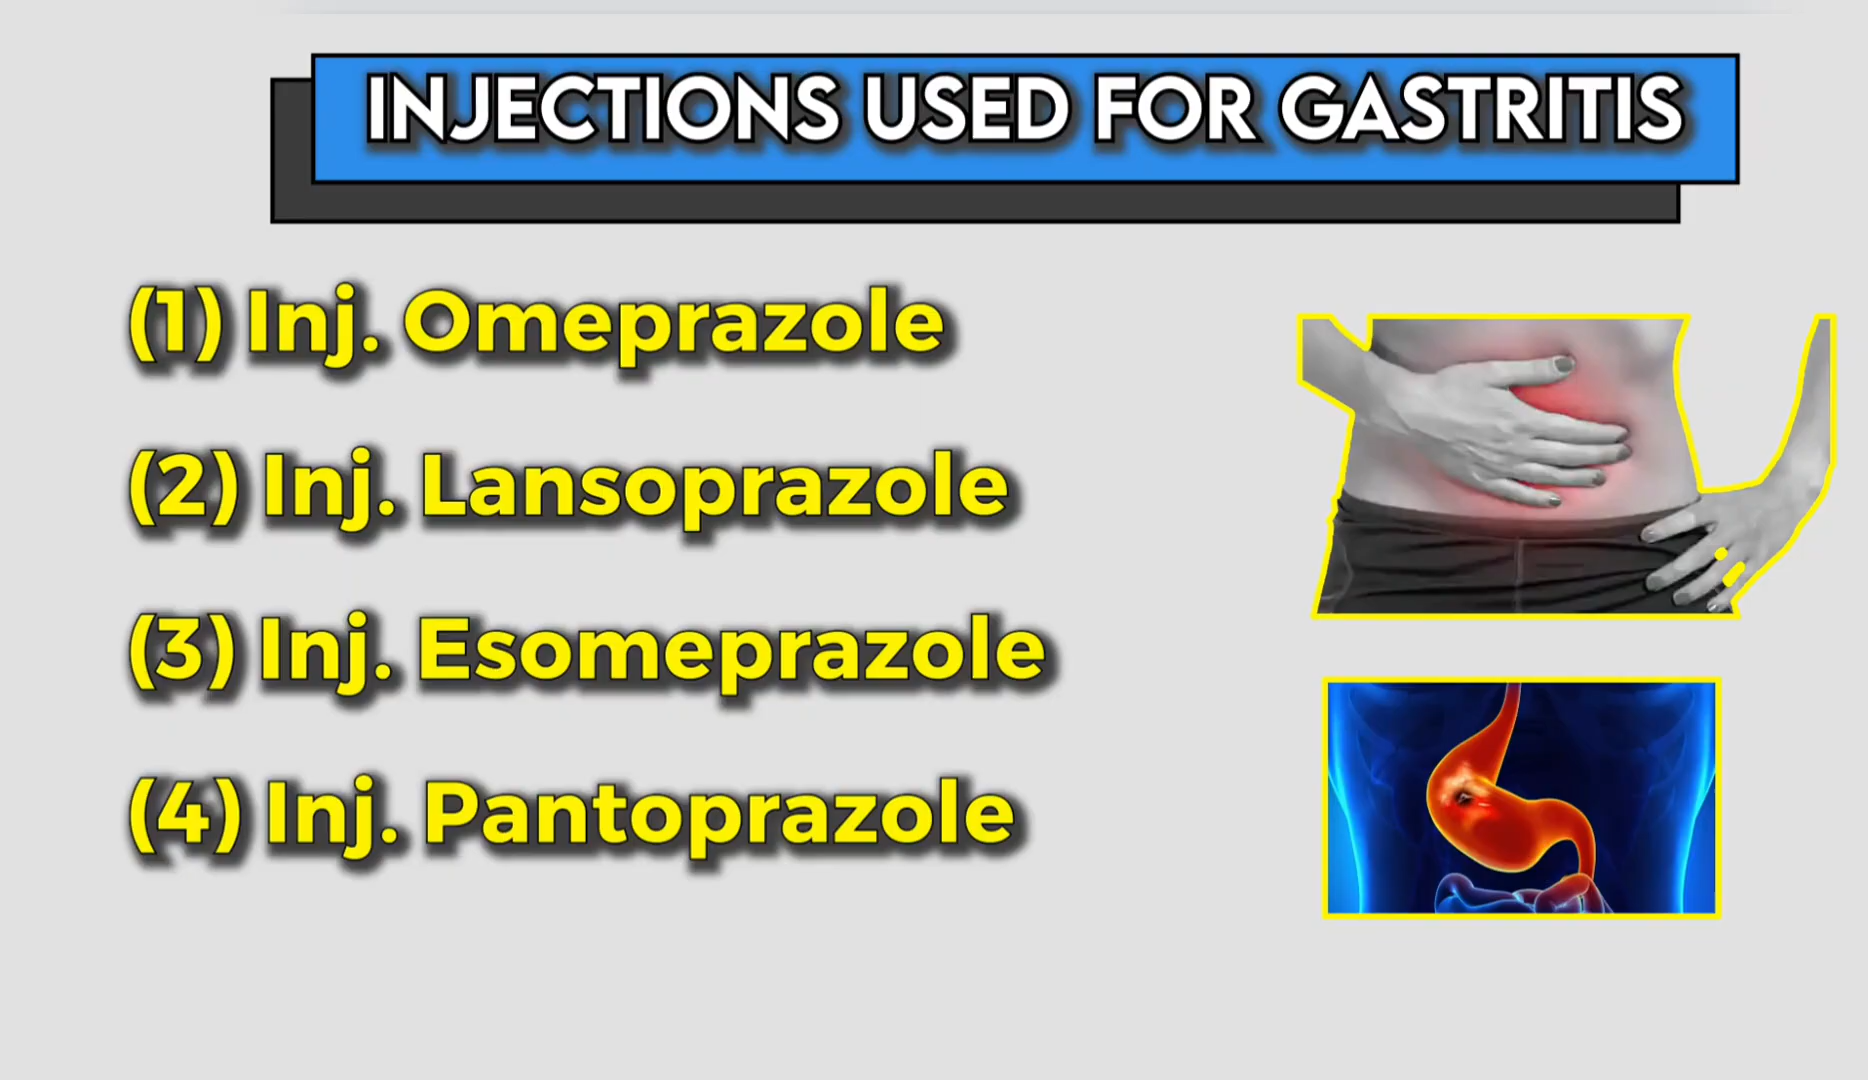 INJECTIONS USED FOR GASTRITIS
(1) Inj. Omeprazole
(2) Inj. Lansoprazole
(3) Inj. Esomeprazole
(4) Inj. Pantoprazole